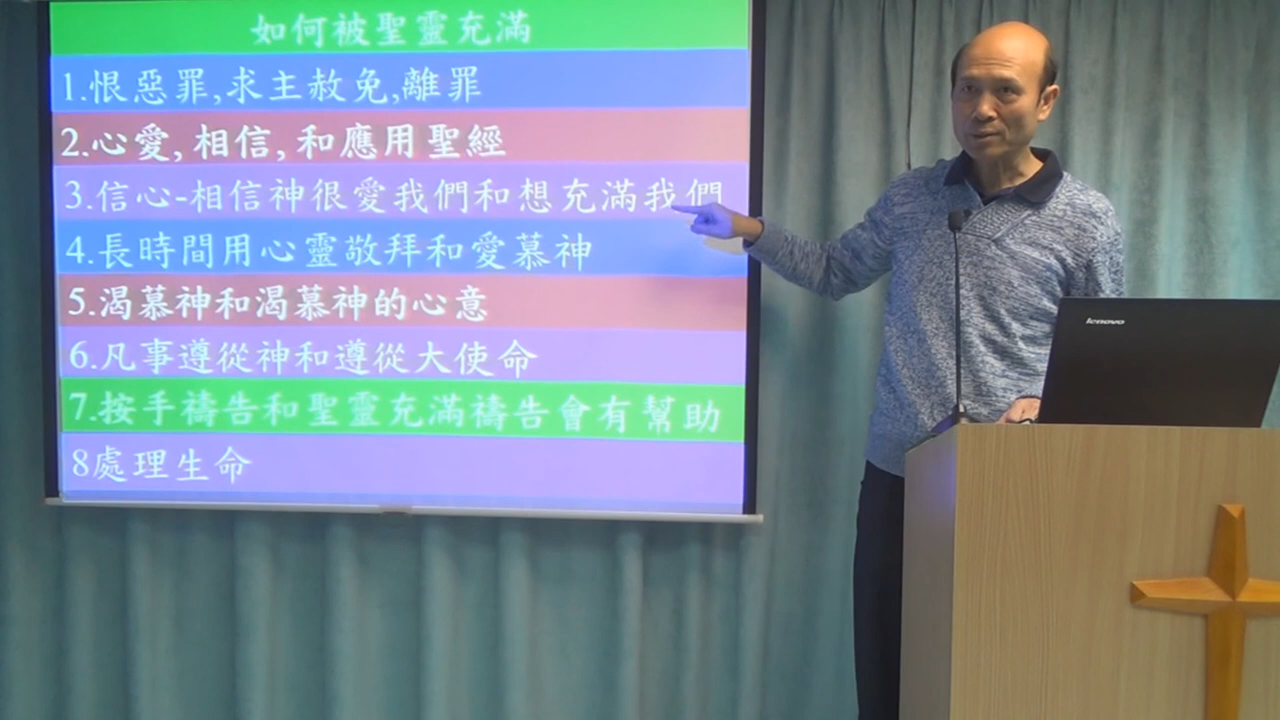 如何被聖靈充滿
1.恨惡罪,求主赦免,離罪
2.心愛, 相信, 和應用聖經
3.信心-相信神很愛我們和想充滿我們
4.長時間用心靈敬拜和愛慕神
5.渴慕神和渴慕神的心意
6.凡事遵從神和遵從大使命
7.按手禱告和聖靈充滿禱告會有幫助
8處理生命
lenovo